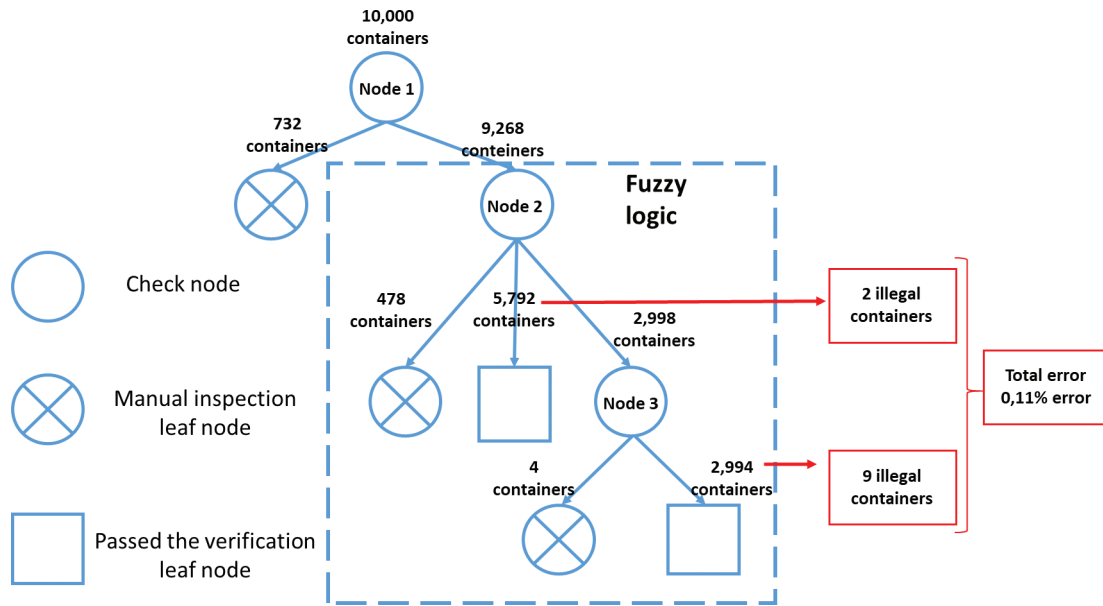 10,000
containers
Node 1
732
containers
9,268
conteiners
Node 2
Fuzzy
logic
Check node
478
containers
5,792
containers
2,998
containers
2 illegal
containers
Total error
0,11% error
Manual inspection
leaf node
Node 3
4
containers
2,994
containers
9 illegal
containers
Passed the verification
leaf node